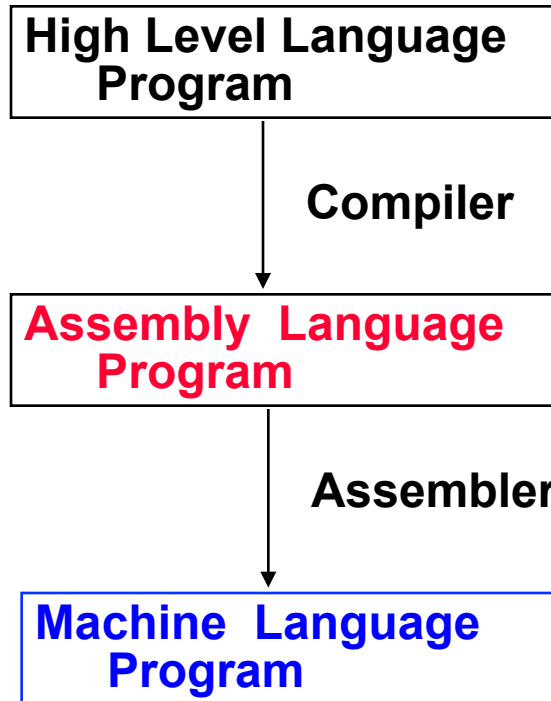 High Level Language
Program
Compiler
Assembly Language
Program
Assembler
Machine Language
Program